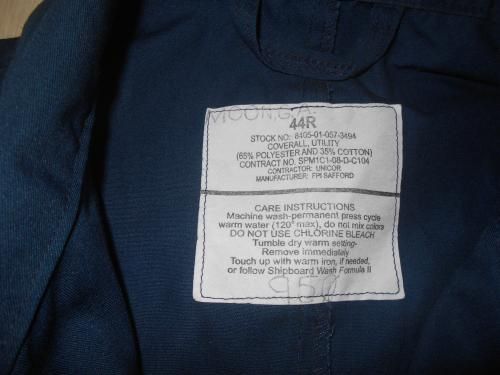 MOON, G.A.
44R
STOCK NO: 8405-01-057-3494
COVERALL, UTILITY
(65% POLYESTER AND 35% COTTON)
CONTRACT NO, SPM1C1-08-D-C104
CONTRACTOR: UNICOR
MANUFACTURER: FPI SAFFORD
CARE INSTRUCTIONS
Machine wash-permanent press cycle
warm water (120° max), do not mix colors
DO NOT USE CHLORINE BLEACH
Tumble dry warm setting-
Remove immediately
Touch up with warm iron, if needed,
or follow Shipboard Wash Formula II